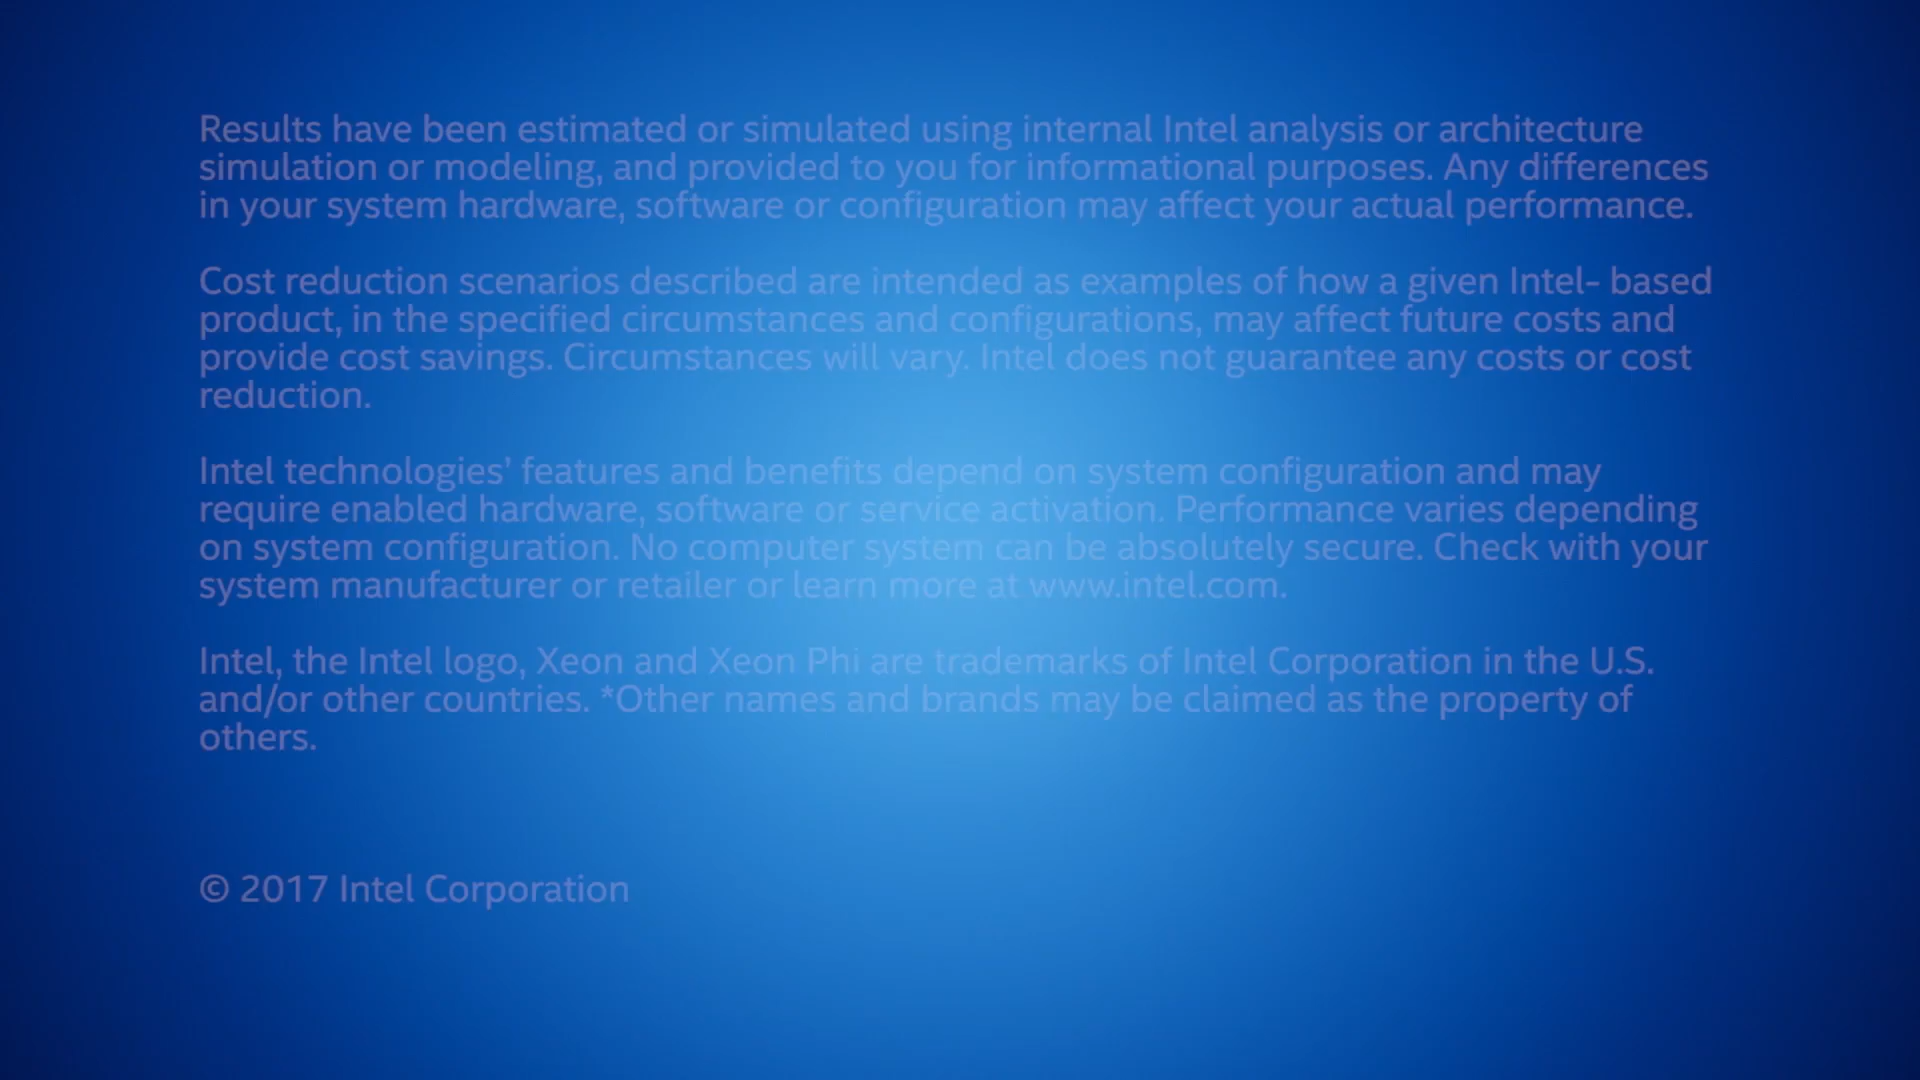 Results have been estimated or simulated using internal Intel analysis or architecture
simulation or modeling, and provided to you for informational purposes. Any differences
in your system hardware, software or configuration may affect your actual performance.
Cost reduction scenarios described are intended as examples of how a given Intel- based
product, in the specified circumstances and configurations, may affect future costs and
provide cost savings. Circumstances will vary. Intel does not guarantee any costs or cost
reduction.
Intel technologies’ features and benefits depend on system configuration and may
require enabled hardware, software or service activation. Performance varies depending
on system configuration. No computer system can be absolutely secure. Check with your
system manufacturer or retailer or learn more at www.intel.com.
Intel, the Intel logo, Xeon and Xeon Phi are trademarks of Intel Corporation in the U.S.
and/or other countries. *Other names and brands may be claimed as the property of
others.
© 2017 Intel Corporation